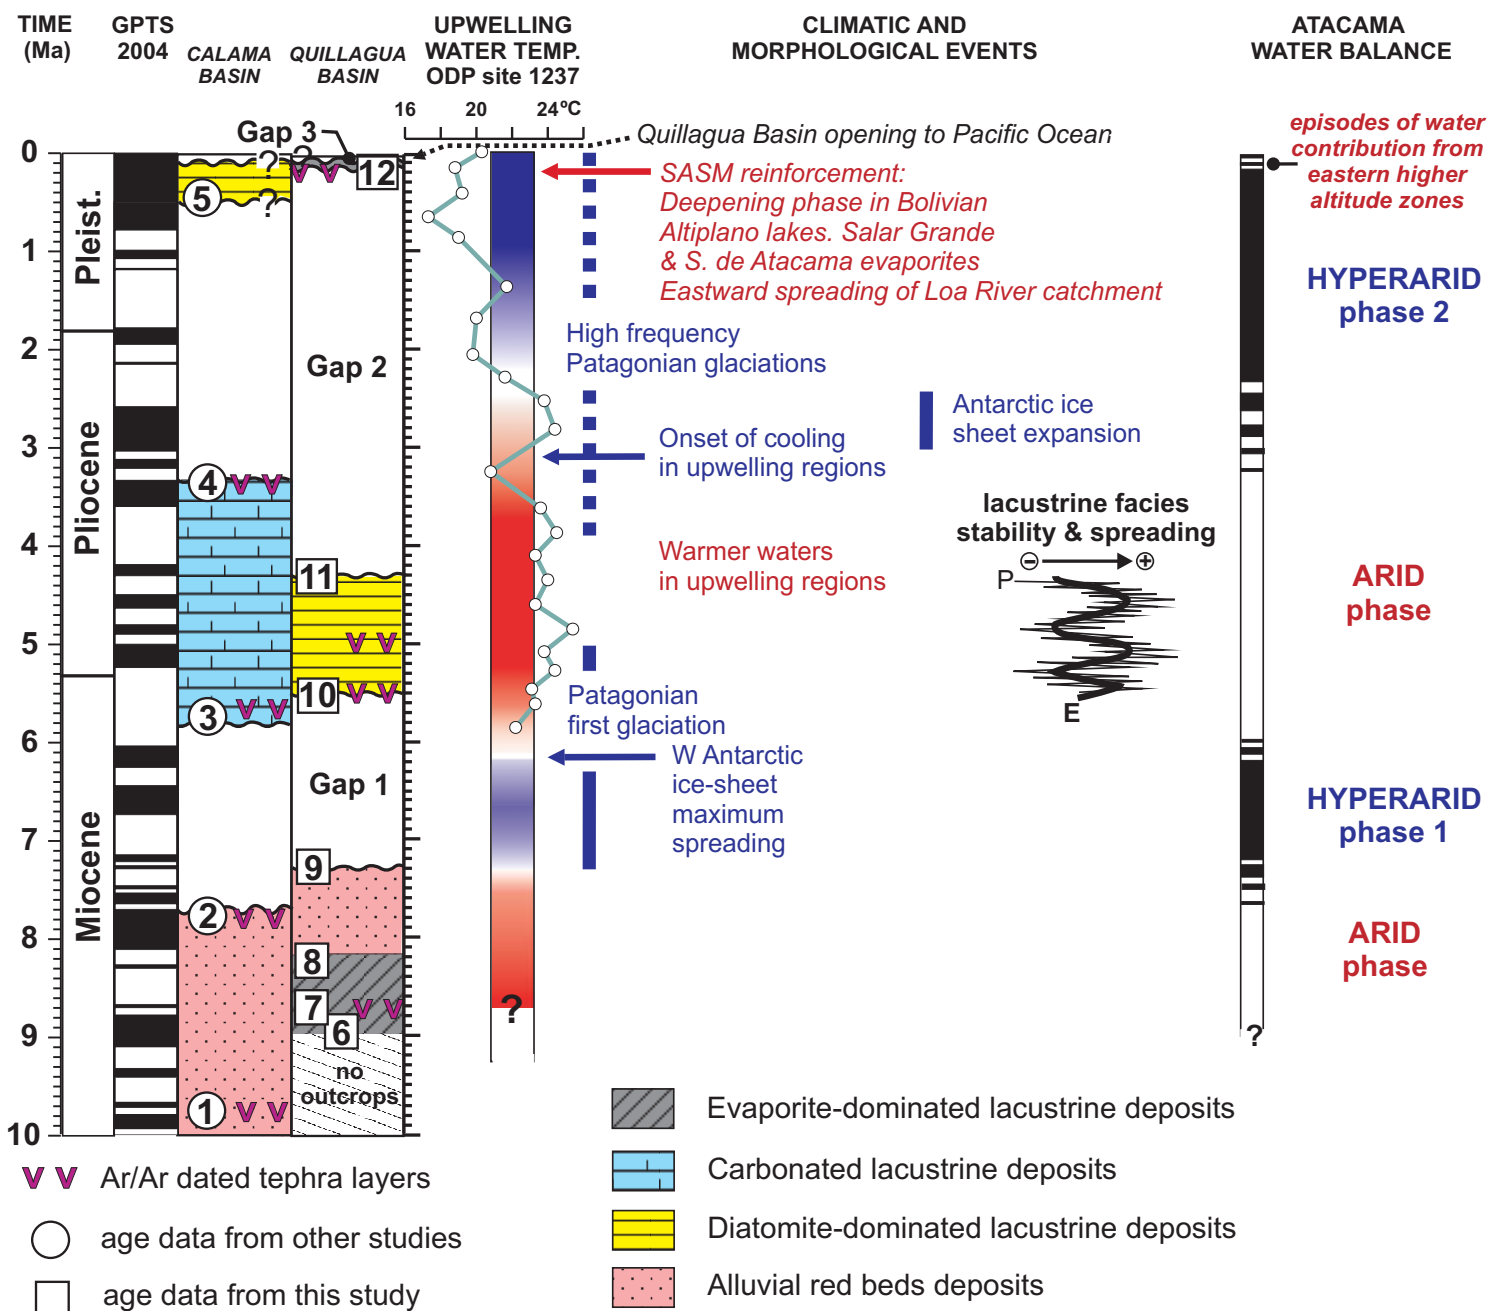 TIME
(Ma)
GPTS
2004
CALAMA
BASIN
QUILLAGUA
BASIN
UPWELLING
WATER TEMP.
ODP site 1237
CLIMATIC AND
MORPHOLOGICAL EVENTS
ATACAMA
WATER BALANCE
16 20 24 ºC
Gap 3
Quillagua Basin opening to Pacific Ocean
episodes of water
contribution from
eastern higher
altitude zones
0
1
2
3
4
5
6
7
8
9
10
Pleist.
Pliocene
Miocene
? ?
12
5
?
SASM reinforcement:
Deepening phase in Bolivian
Altiplano lakes. Salar Grande
& S. de Atacama evaporites
Eastward spreading of Loa River catchment
HYPERARID
phase 2
High frequency
Patagonian glaciations
Gap 2
Antarctic ice
sheet expansion
Onset of cooling
in upwelling regions
4
lacustrine facies
stability & spreading
− +
P
E
Warmer waters
in upwelling regions
11
ARID
phase
10
3
Patagonian
first glaciation
W Antarctic
ice-sheet
maximum
spreading
Gap 1
HYPERARID
phase 1
9
2
8
ARID
phase
7
6
?
?
no
outcrops
1
V V Ar/Ar dated tephra layers
age data from other studies
age data from this study
Evaporite-dominated lacustrine deposits
Carbonated lacustrine deposits
Diatomite-dominated lacustrine deposits
Alluvial red beds deposits